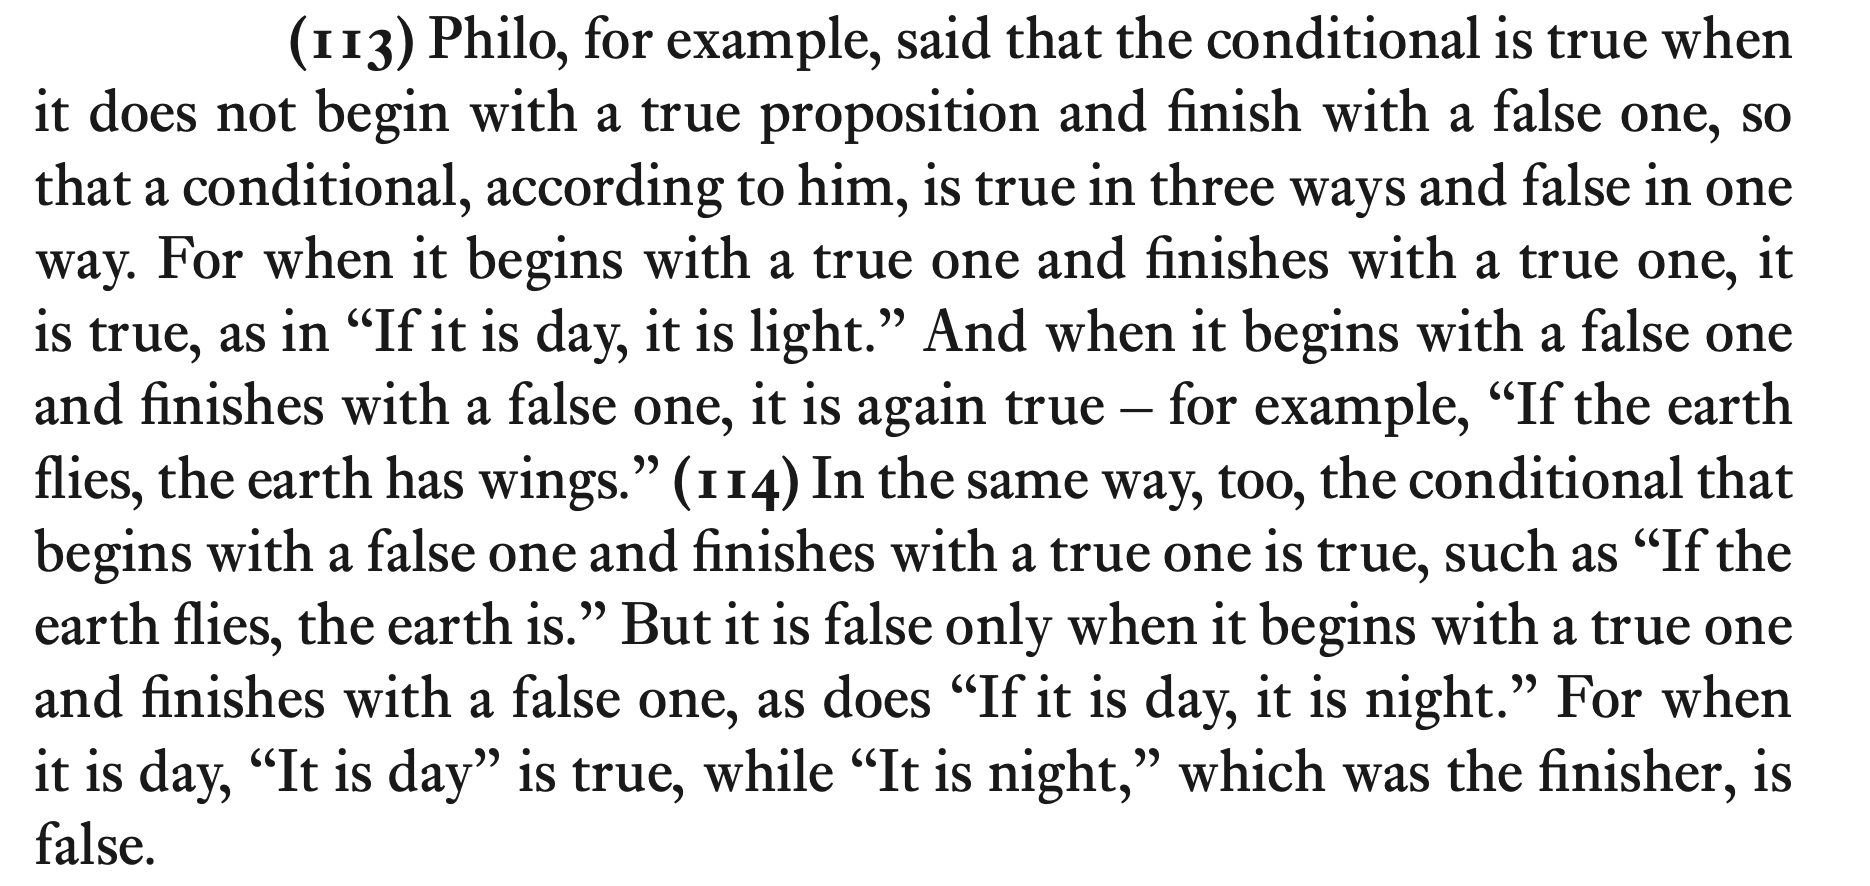 (113) Philo, for example, said that the conditional is true when
it does not begin with a true proposition and finish with a false one, so
that a conditional, according to him, is true in three ways and false in one
way. For when it begins with a true one and finishes with a true one, it
is true, as in “If it is day, it is light.” And when it begins with a false one
and finishes with a false one, it is again true – for example, “If the earth
flies, the earth has wings.” (114) In the same way, too, the conditional that
begins with a false one and finishes with a true one is true, such as “If the
earth flies, the earth is.” But it is false only when it begins with a true one
and finishes with a false one, as does “If it is day, it is night.” For when
it is day, “It is day” is true, while “It is night,” which was the finisher, is
false.